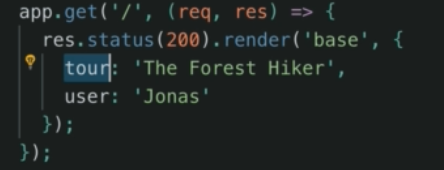 app.get('/', (req, res) => {
res.status(200).render('base', {
tour: 'The Forest Hiker',
user: 'Jonas'
});
});